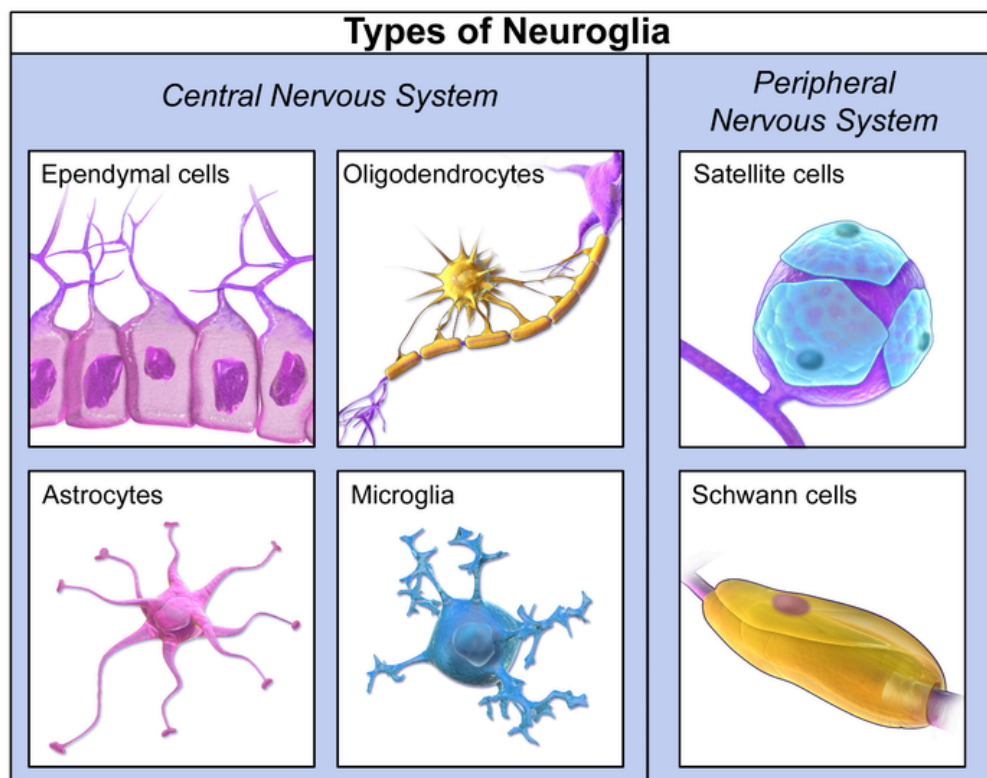 Types of Neuroglia
Central Nervous System
Peripheral
Nervous System
Ependymal cells
Oligodendrocytes
Satellite cells
Astrocytes
Microglia
Schwann cells